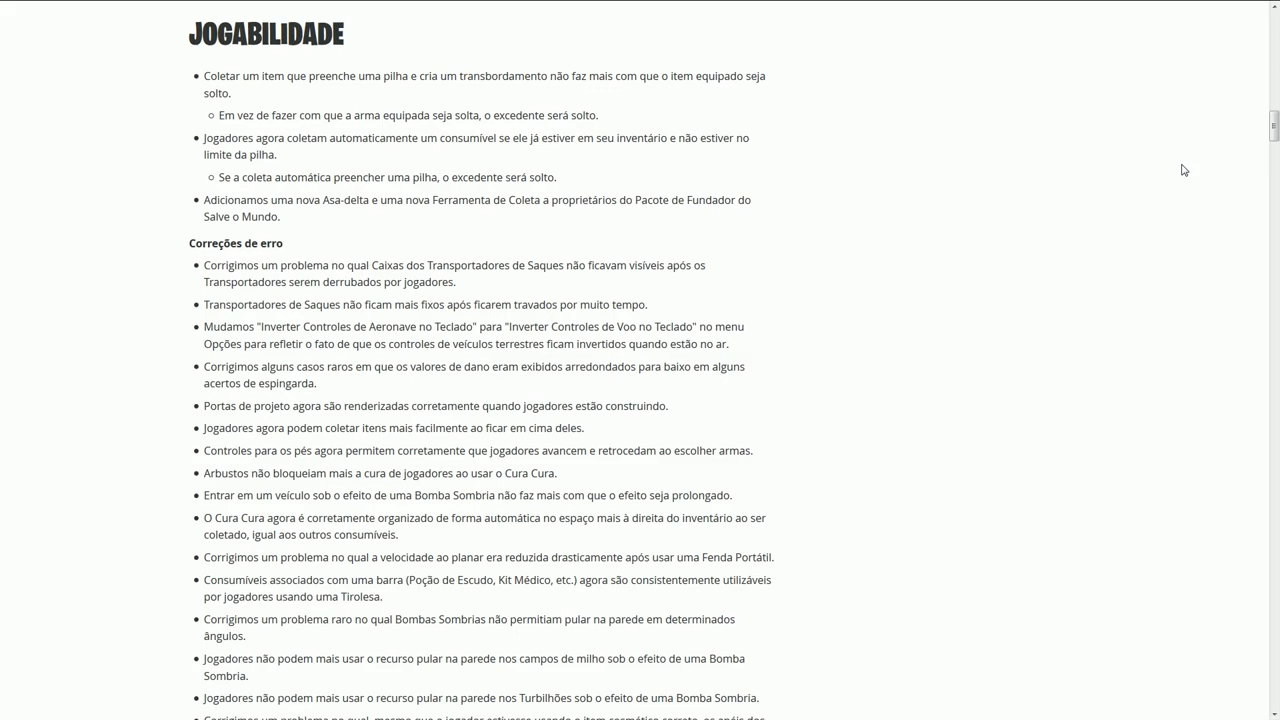 JOGABILIDADE
• Coletar um item que preenche uma pilha e cria um transbordamento não faz mais com que o item equipado seja
solto.
○ Em vez de fazer com que a arma equipada seja solta, o excedente será solto.
• Jogadores agora coletam automaticamente um consumível se ele já estiver em seu inventário e não estiver no
limite da pilha.
○ Se a coleta automática preencher uma pilha, o excedente será solto.
• Adicionamos uma nova Asa-delta e uma nova Ferramenta de Coleta a proprietários do Pacote de Fundador do
Salve o Mundo.
Correções de erro
• Corrigimos um problema no qual Caixas dos Transportadores de Saques não ficavam visíveis após os
Transportadores serem derrubados por jogadores.
• Transportadores de Saques não ficam mais fixos após ficarem travados por muito tempo.
• Mudamos "Inverter Controles de Aeronave no Teclado" para "Inverter Controles de Voo no Teclado" no menu
Opções para refletir o fato de que os controles de veículos terrestres ficam invertidos quando estão no ar.
• Corrigimos alguns casos raros em que os valores de dano eram exibidos arredondados para baixo em alguns
acertos de espingarda.
• Portas de projeto agora são renderizadas corretamente quando jogadores estão construindo.
• Jogadores agora podem coletar itens mais facilmente ao ficar em cima deles.
• Controles para os pés agora permitem corretamente que jogadores avancem e retrocedam ao escolher armas.
• Arbustos não bloqueiam mais a cura de jogadores ao usar o Cura Cura.
• Entrar em um veículo sob o efeito de uma Bomba Sombria não faz mais com que o efeito seja prolongado.
• O Cura Cura agora é corretamente organizado de forma automática no espaço mais à direita do inventário ao ser
coletado, igual aos outros consumíveis.
• Corrigimos um problema no qual a velocidade ao planar era reduzida drasticamente após usar uma Fenda Portátil.
• Consumíveis associados com uma barra (Poção de Escudo, Kit Médico, etc.) agora são consistentemente utilizáveis
por jogadores usando uma Tirolesa.
• Corrigimos um problema raro no qual Bombas Sombrias não permitiam pular na parede em determinados
ângulos.
• Jogadores não podem mais usar o recurso pular na parede nos campos de milho sob o efeito de uma Bomba
Sombria.
• Jogadores não podem mais usar o recurso pular na parede nos Turbilhões sob o efeito de uma Bomba Sombria.